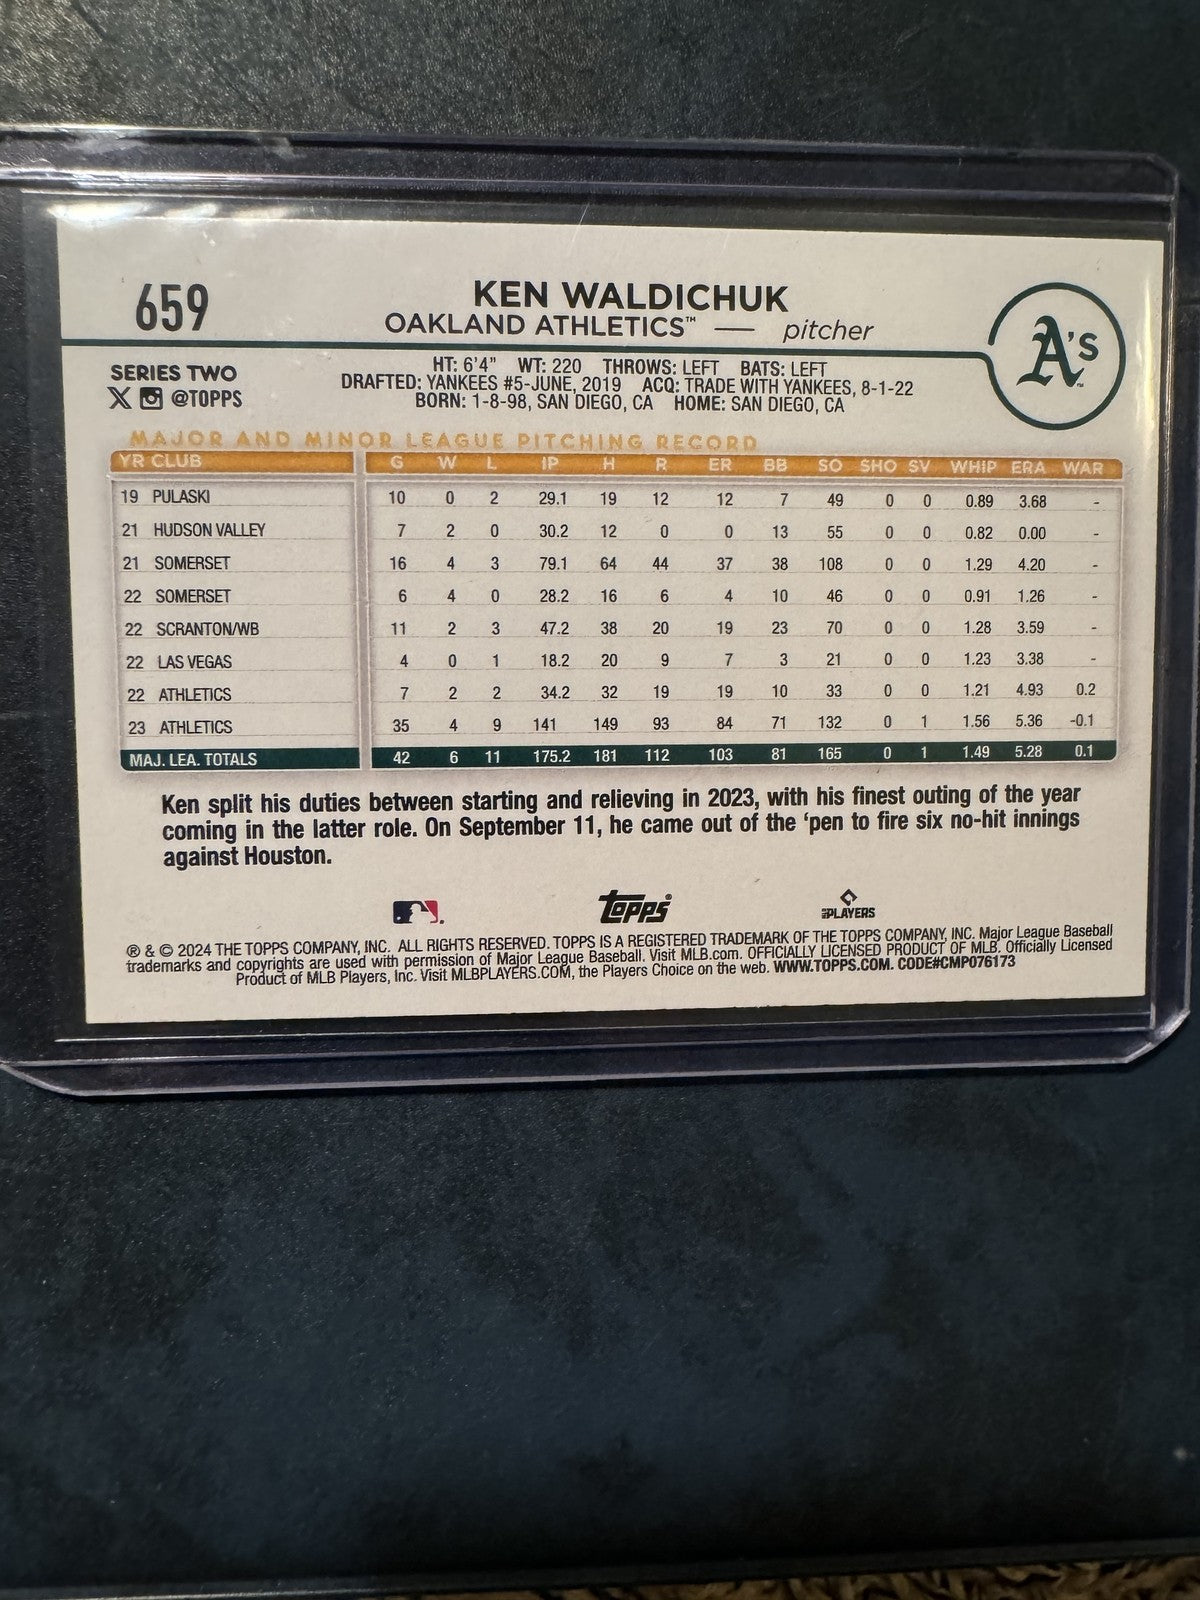 659
KEN WALDICHUK
OAKLAND ATHLETICS™ — pitcher
A's
SERIES TWO
X @TOPPS
HT: 6'4" WT: 220 THROWS: LEFT BATS: LEFT
DRAFTED: YANKEES #5-JUNE, 2019 ACQ: TRADE WITH YANKEES, 8-1-22
BORN: 1-8-98, SAN DIEGO, CA HOME: SAN DIEGO, CA
MAJOR AND MINOR LEAGUE PITCHING RECORD
YR CLUB G W L IP H R ER BB SO SHO SV WHIP ERA WAR
19 PULASKI 10 0 2 29.1 19 12 12 7 49 0 0 0.89 3.68 -
21 HUDSON VALLEY 7 2 0 30.2 12 0 0 13 55 0 0 0.82 0.00 -
21 SOMERSET 16 4 3 79.1 64 44 37 38 108 0 0 1.29 4.20 -
22 SOMERSET 6 4 0 28.2 16 6 4 10 46 0 0 0.91 1.26 -
22 SCRANTON/WB 11 2 3 47.2 38 20 19 23 70 0 0 1.28 3.59 -
22 LAS VEGAS 4 0 1 18.2 20 9 7 3 21 0 0 1.23 3.38 -
22 ATHLETICS 7 2 2 34.2 32 19 19 10 33 0 0 1.21 4.93 0.2
23 ATHLETICS 35 4 9 141 149 93 84 71 132 0 1 1.56 5.36 -0.1
MAJ. LEA. TOTALS 42 6 11 175.2 181 112 103 81 165 0 1 1.49 5.28 0.1
Ken split his duties between starting and relieving in 2023, with his finest outing of the year
coming in the latter role. On September 11, he came out of the 'pen to fire six no-hit innings
against Houston.
Topps®
PLAYERS
® & © 2024 THE TOPPS COMPANY, INC. ALL RIGHTS RESERVED. TOPPS IS A REGISTERED TRADEMARK OF THE TOPPS COMPANY, INC. Major League Baseball
trademarks and copyrights are used with permission of Major League Baseball. Visit MLB.com. OFFICIALLY LICENSED PRODUCT OF MLB. Officially Licensed
Product of MLB Players, Inc. Visit MLBPLAYERS.COM, the Players Choice on the web. WWW.TOPPS.COM. CODE#CMP076173